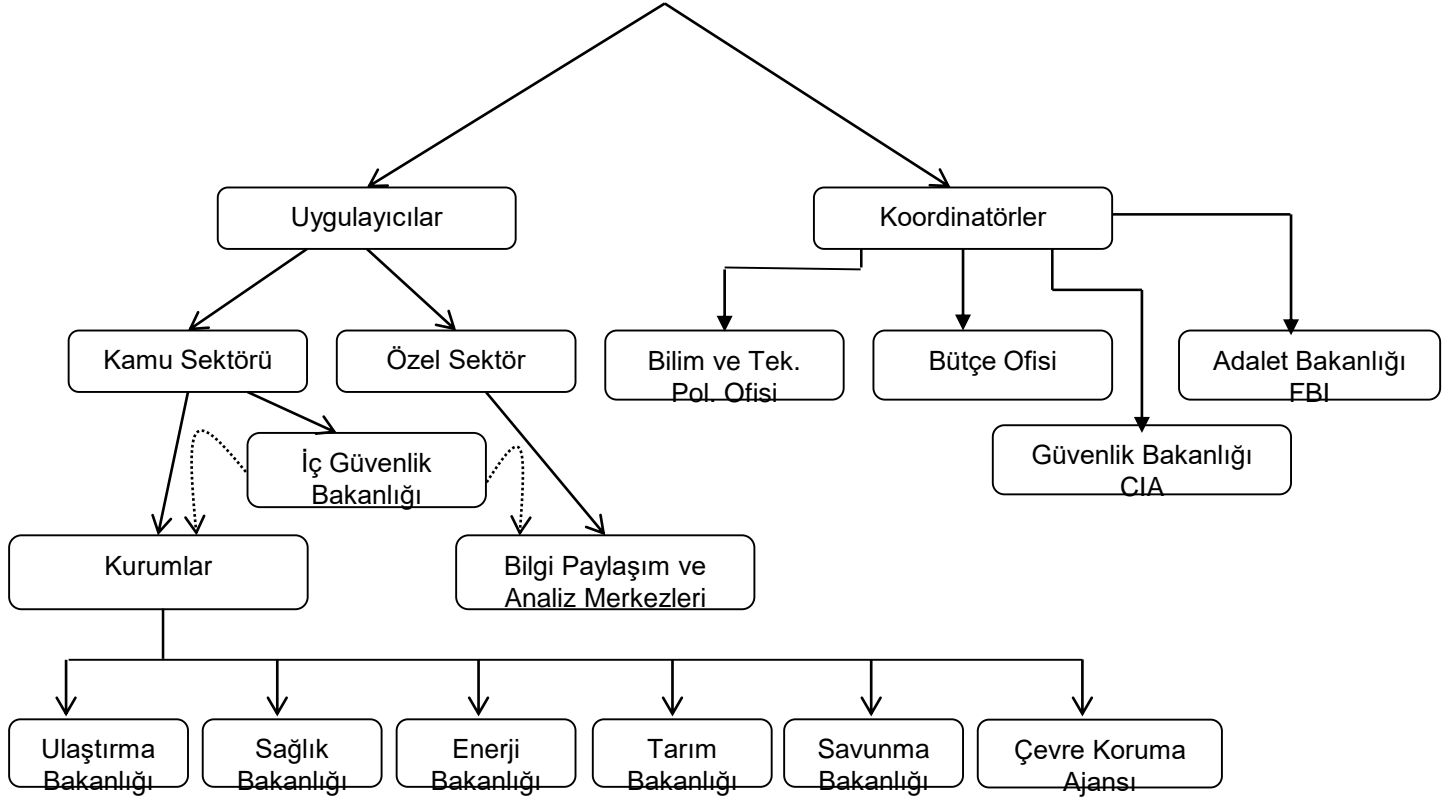 Uygulayıcılar
Koordinatörler
Kamu Sektörü
Özel Sektör
Bilim ve Tek.
Pol. Ofisi
Bütçe Ofisi
Adalet Bakanlığı
FBI
İç Güvenlik
Bakanlığı
Güvenlik Bakanlığı
CIA
Kurumlar
Bilgi Paylaşım ve
Analiz Merkezleri
Ulaştırma
Bakanlığı
Sağlık
Bakanlığı
Enerji
Bakanlığı
Tarım
Bakanlığı
Savunma
Bakanlığı
Çevre Koruma
Ajansı